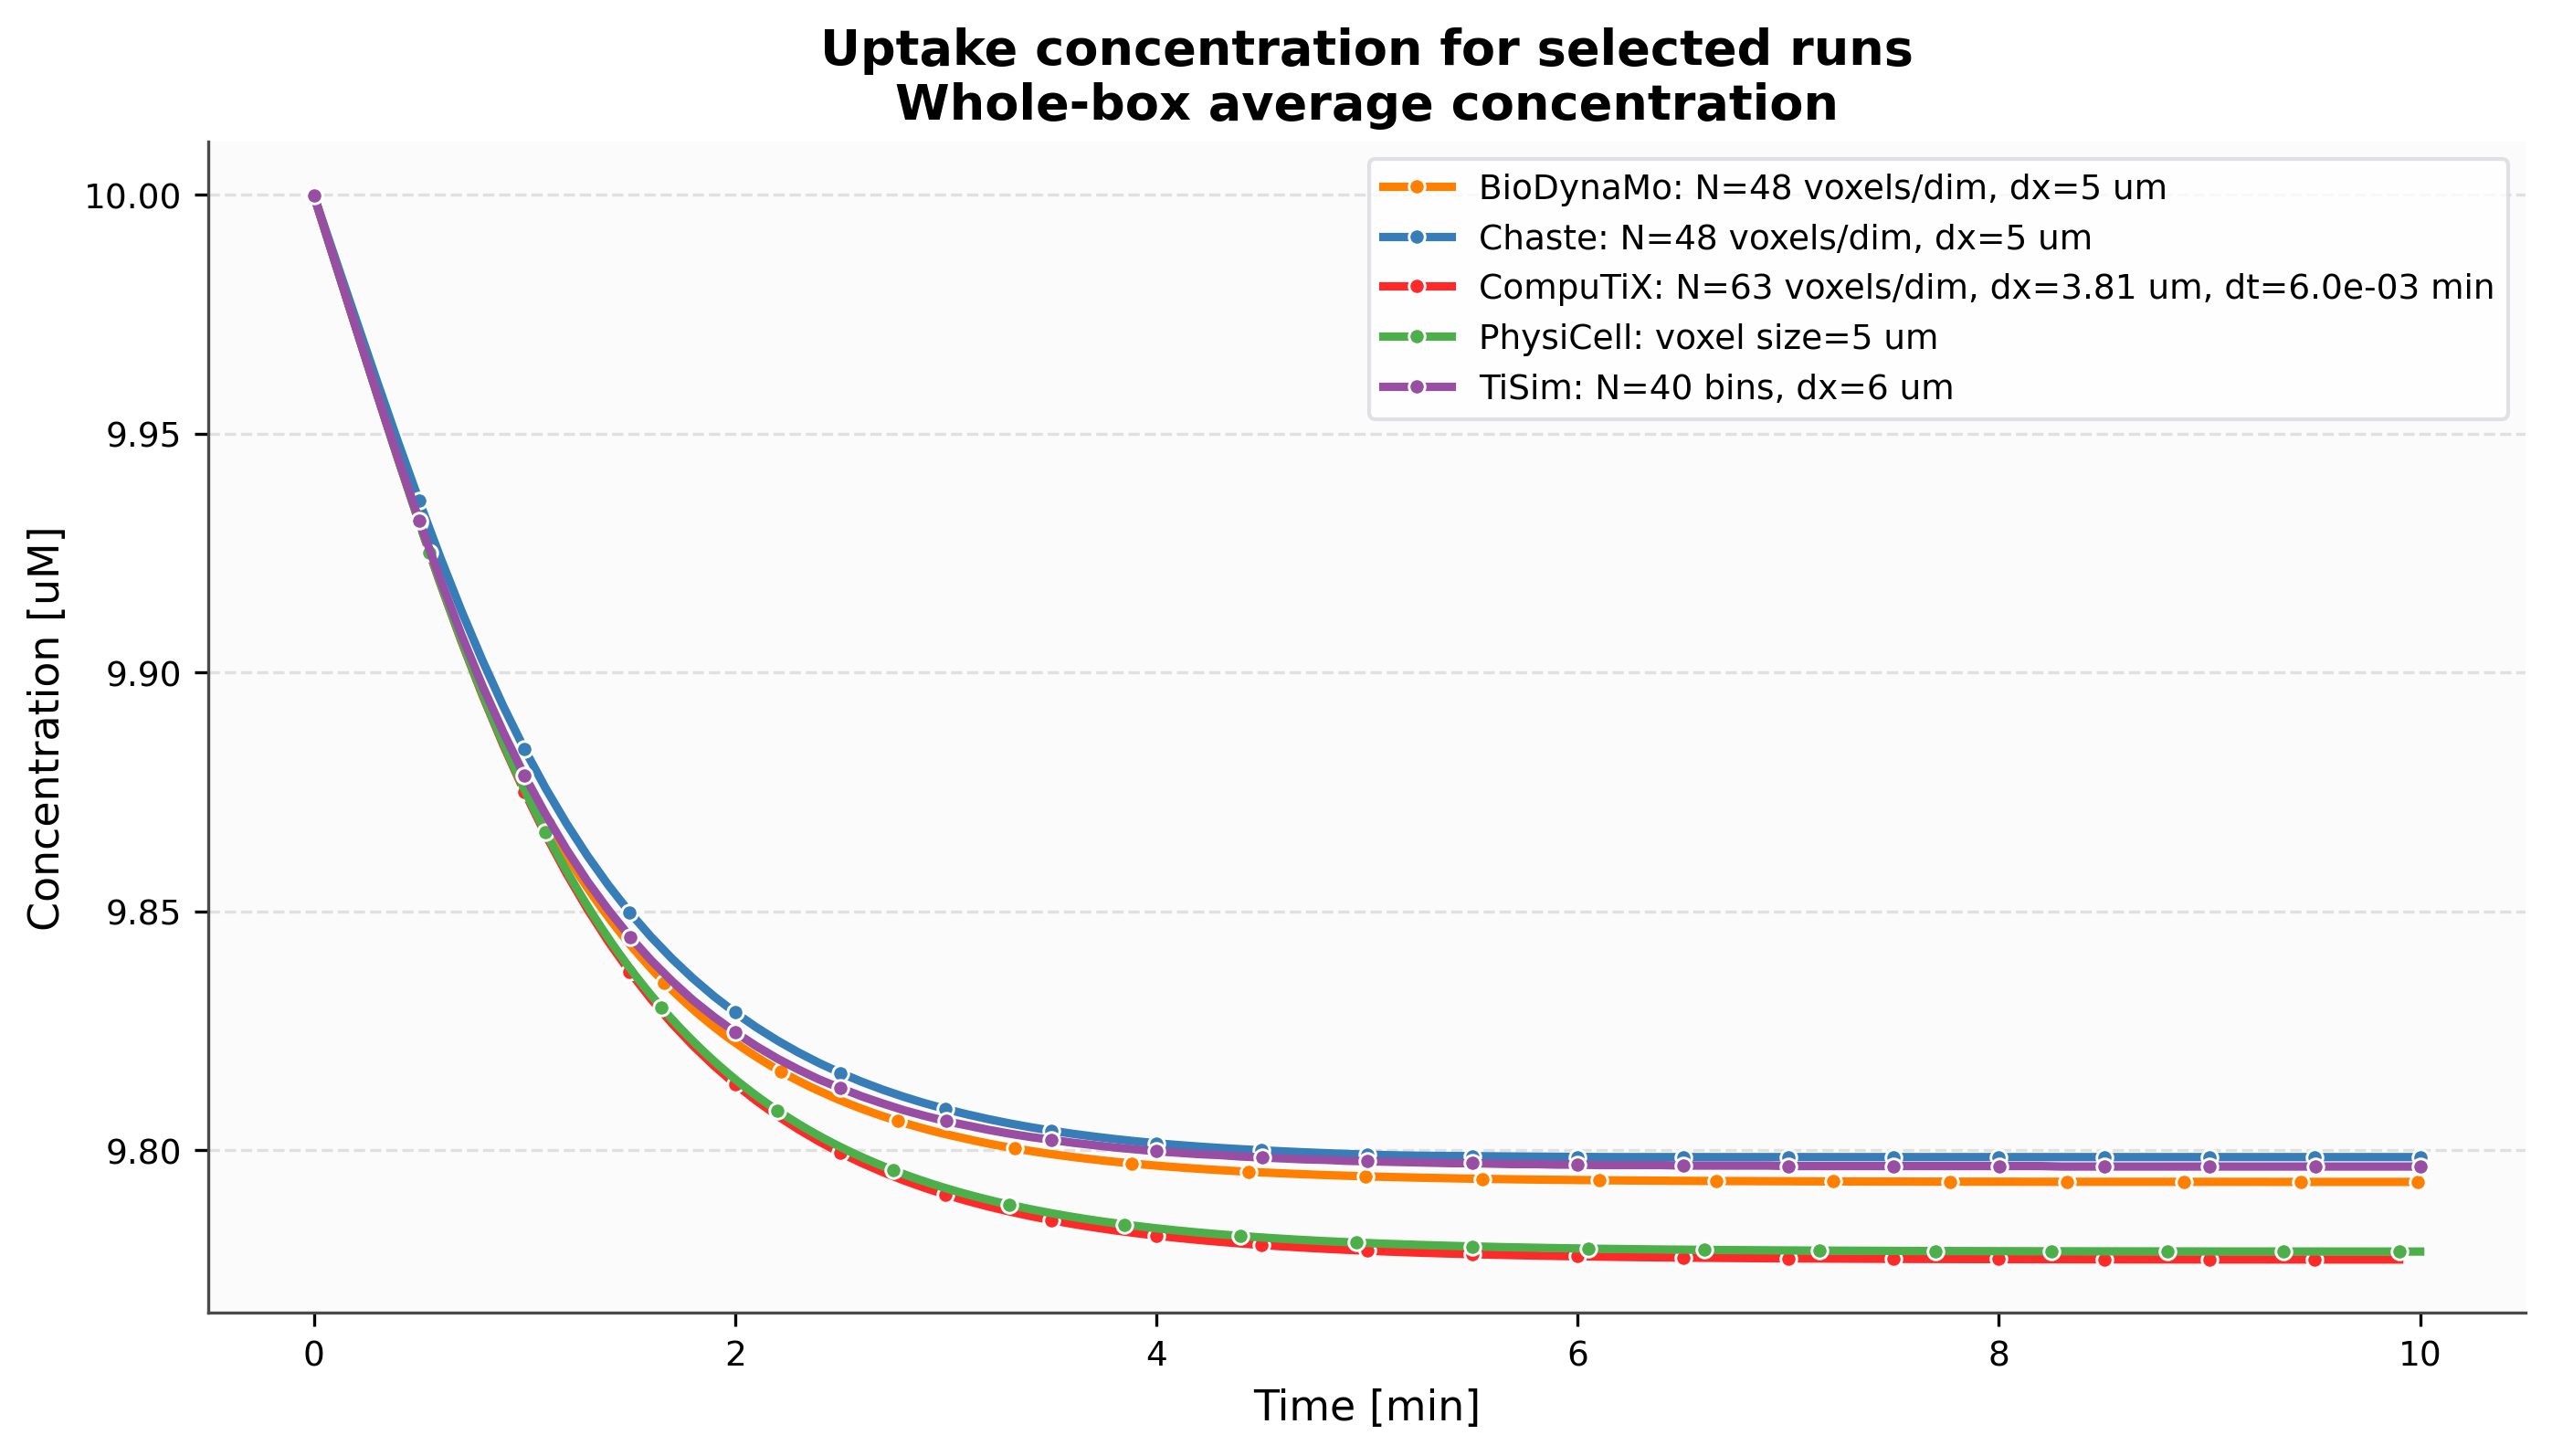 Uptake concentration for selected runs
Whole-box average concentration
BioDynaMo: N=48 voxels/dim, dx=5 um
Chaste: N=48 voxels/dim, dx=5 um
CompuTiX: N=63 voxels/dim, dx=3.81 um, dt=6.0e-03 min
PhysiCell: voxel size=5 um
TiSim: N=40 bins, dx=6 um
Concentration [uM]
10.00
9.95
9.90
9.85
9.80
0 2 4 6 8 10
Time [min]